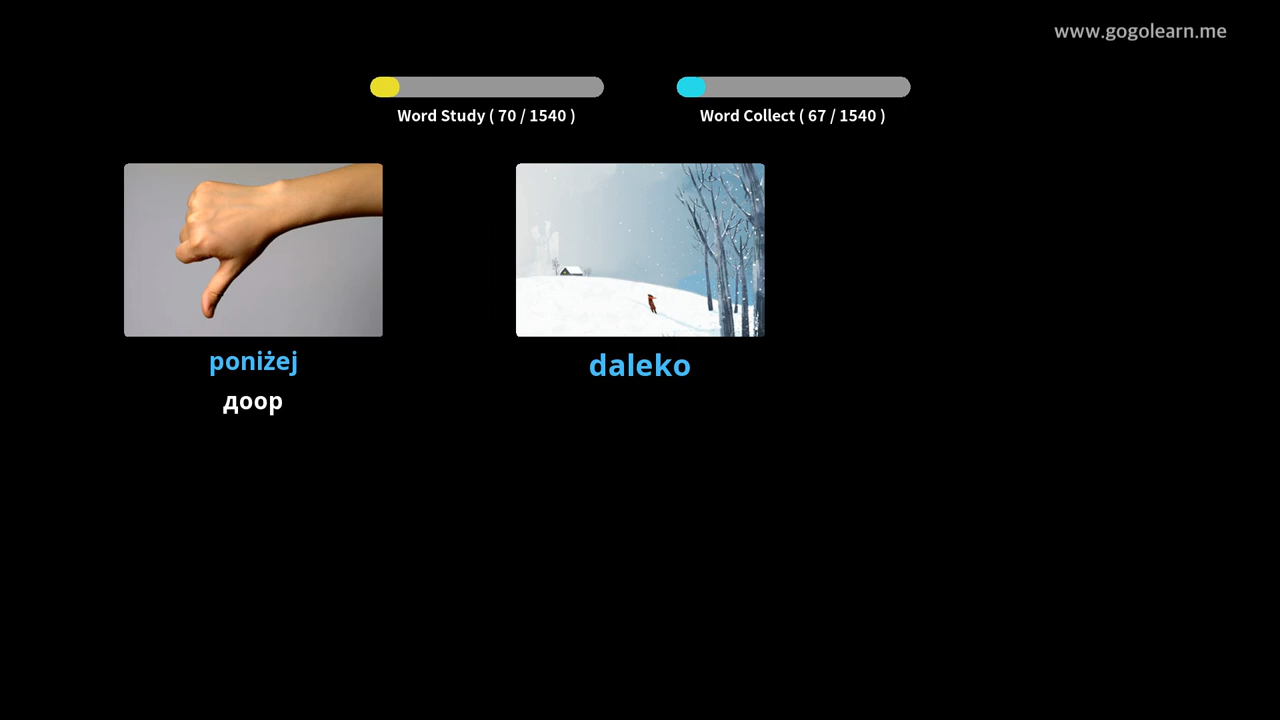 www.gogolearn.me
Word Study ( 70 / 1540 )
Word Collect ( 67 / 1540 )
poniżej
доор
daleko